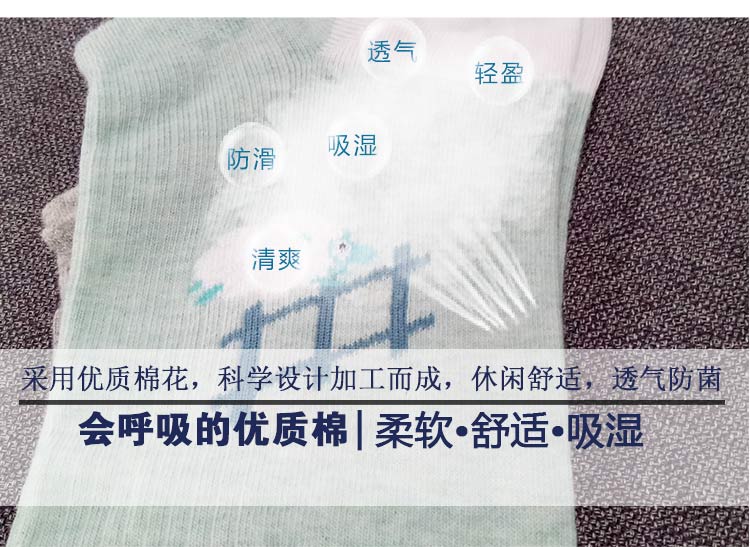 透气
轻盈
防滑
吸湿
清爽
采用优质棉花，科学设计加工而成，休闲舒适，透气防菌
会呼吸的优质棉|柔软•舒适•吸湿